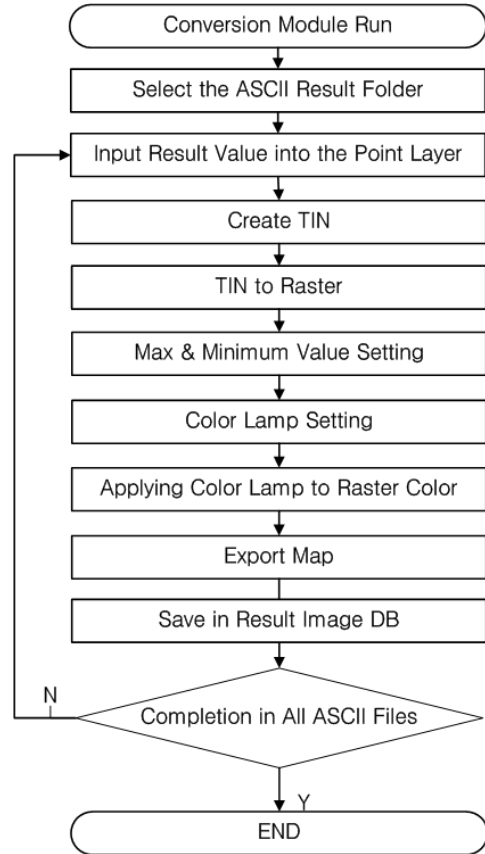 Conversion Module Run
Select the ASCII Result Folder
Input Result Value into the Point Layer
Create TIN
TIN to Raster
Max & Minimum Value Setting
Color Lamp Setting
Applying Color Lamp to Raster Color
Export Map
Save in Result Image DB
N
Completion in All ASCII Files
Y
END